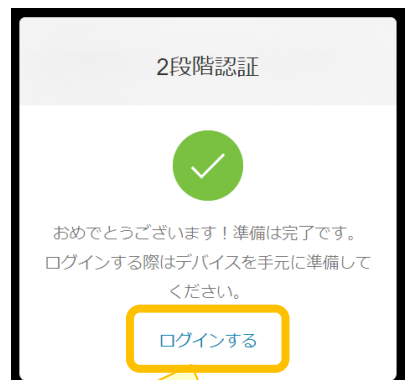 2段階認証
おめでとうございます！準備は完了です。
ログインする際はデバイスを手元に準備して
ください。
ログインする